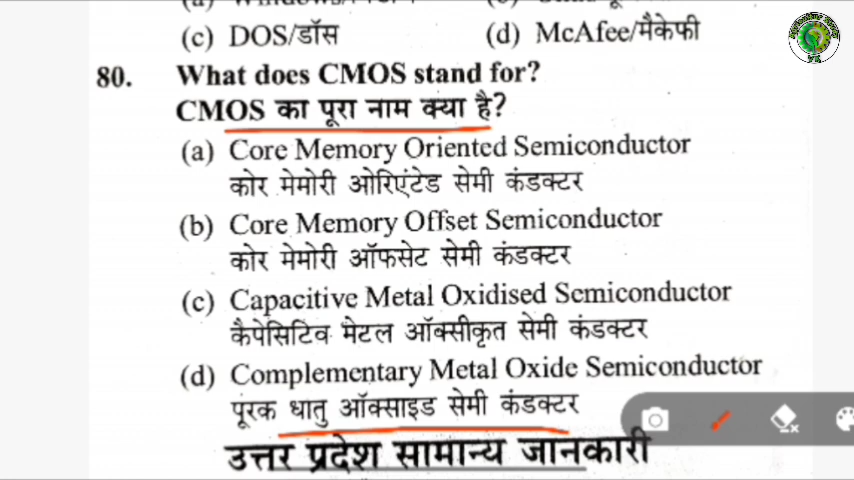 (c) DOS/डॉस (d) McAfee/मैकेफी
80. What does CMOS stand for?
CMOS का पूरा नाम क्या है?
(a) Core Memory Oriented Semiconductor
कोर मेमोरी ओरिएंटेड सेमी कंडक्टर
(b) Core Memory Offset Semiconductor
कोर मेमोरी ऑफसेट सेमी कंडक्टर
(c) Capacitive Metal Oxidised Semiconductor
कैपेसिटिव मेटल ऑक्सीकृत सेमी कंडक्टर
(d) Complementary Metal Oxide Semiconductor
पूरक धातु ऑक्साइड सेमी कंडक्टर
उत्तर प्रदेश सामान्य जानकारी